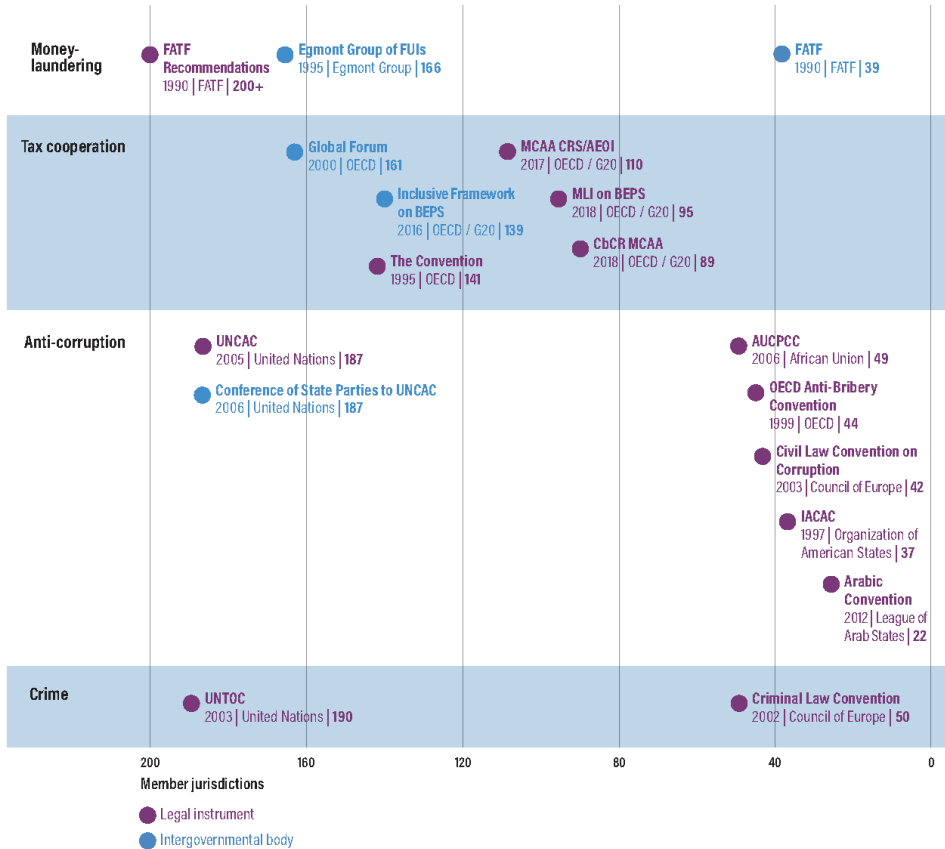 Money-
laundering
FATF
Recommendations
1990 | FATF | 200+
Egmont Group of FUIs
1995 | Egmont Group | 166
FATF
1990 | FATF | 39
Tax cooperation
Global Forum
2000 | OECD | 161
MCAA CRS/AEOI
2017 | OECD / G20 | 110
Inclusive Framework
on BEPS
2016 | OECD / G20 | 139
MLI on BEPS
2018 | OECD / G20 | 95
CbCR MCAA
2018 | OECD / G20 | 89
The Convention
1995 | OECD | 141
Anti-corruption
UNCAC
2005 | United Nations | 187
Conference of State Parties to UNCAC
2006 | United Nations | 187
AUCPCC
2006 | African Union | 49
OECD Anti-Bribery
Convention
1999 | OECD | 44
Civil Law Convention on
Corruption
2003 | Council of Europe | 42
IACAC
1997 | Organization of
American States | 37
Arabic
Convention
2012 | League of
Arab States | 22
Crime
UNTOC
2003 | United Nations | 190
Criminal Law Convention
2002 | Council of Europe | 50
200 160 120 80 40 0
Member jurisdictions
Legal instrument
Intergovernmental body